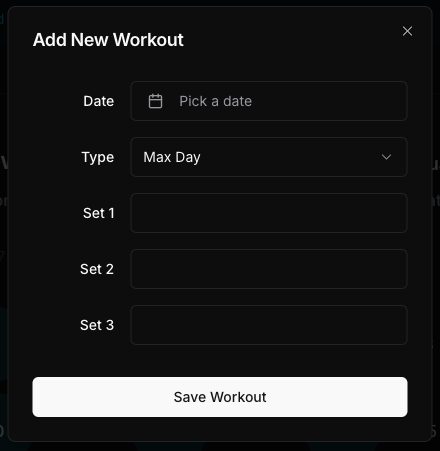 Add New Workout
Date
Pick a date
Type
Max Day
Set 1
Set 2
Set 3
Save Workout